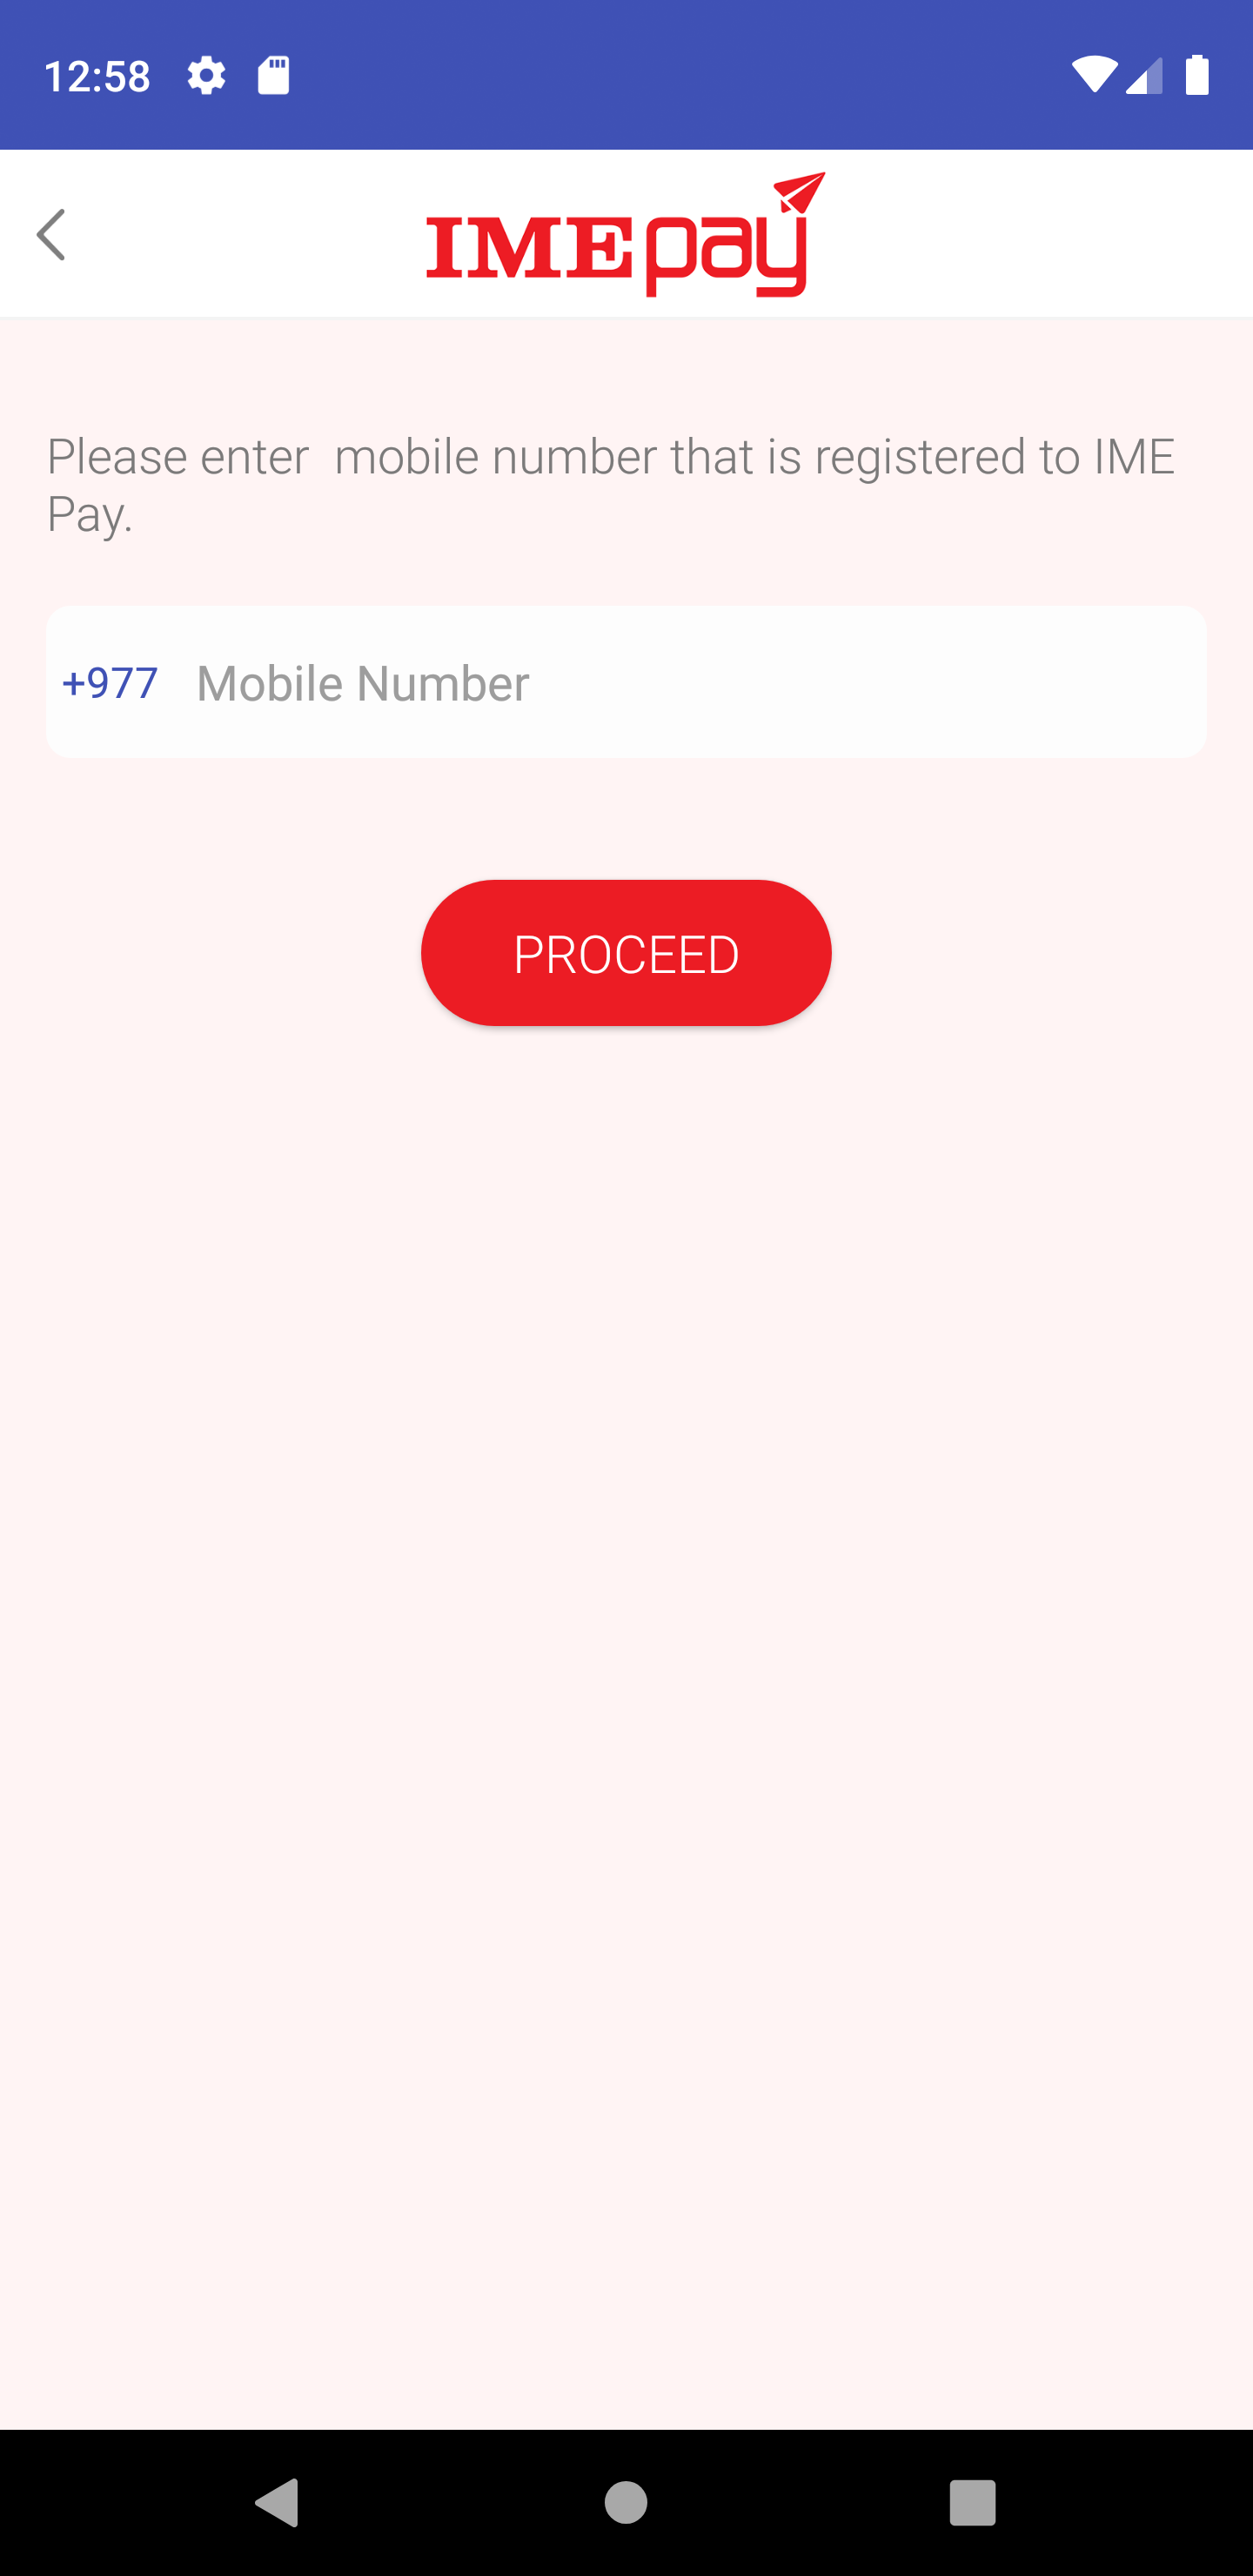 12:58
IME pay
Please enter  mobile number that is registered to IME
Pay.
+977 Mobile Number
PROCEED